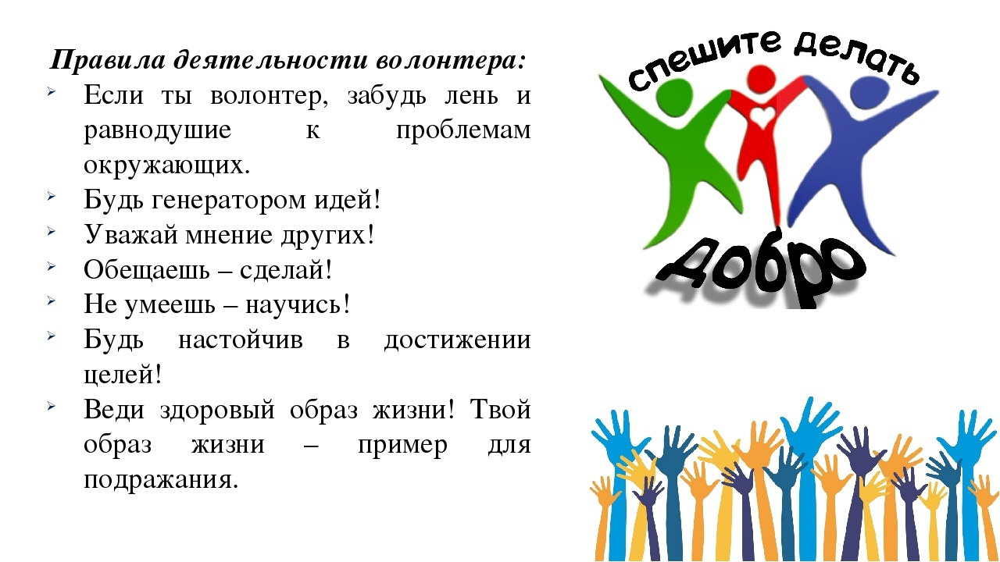 Правила деятельности волонтера:
➢ Если ты волонтер, забудь лень и
равнодушие к проблемам
окружающих.
➢ Будь генератором идей!
➢ Уважай мнение других!
➢ Обещаешь – сделай!
➢ Не умеешь – научись!
➢ Будь настойчив в достижении
целей!
➢ Веди здоровый образ жизни! Твой
образ жизни – пример для
подражания.
спешите делать
добро